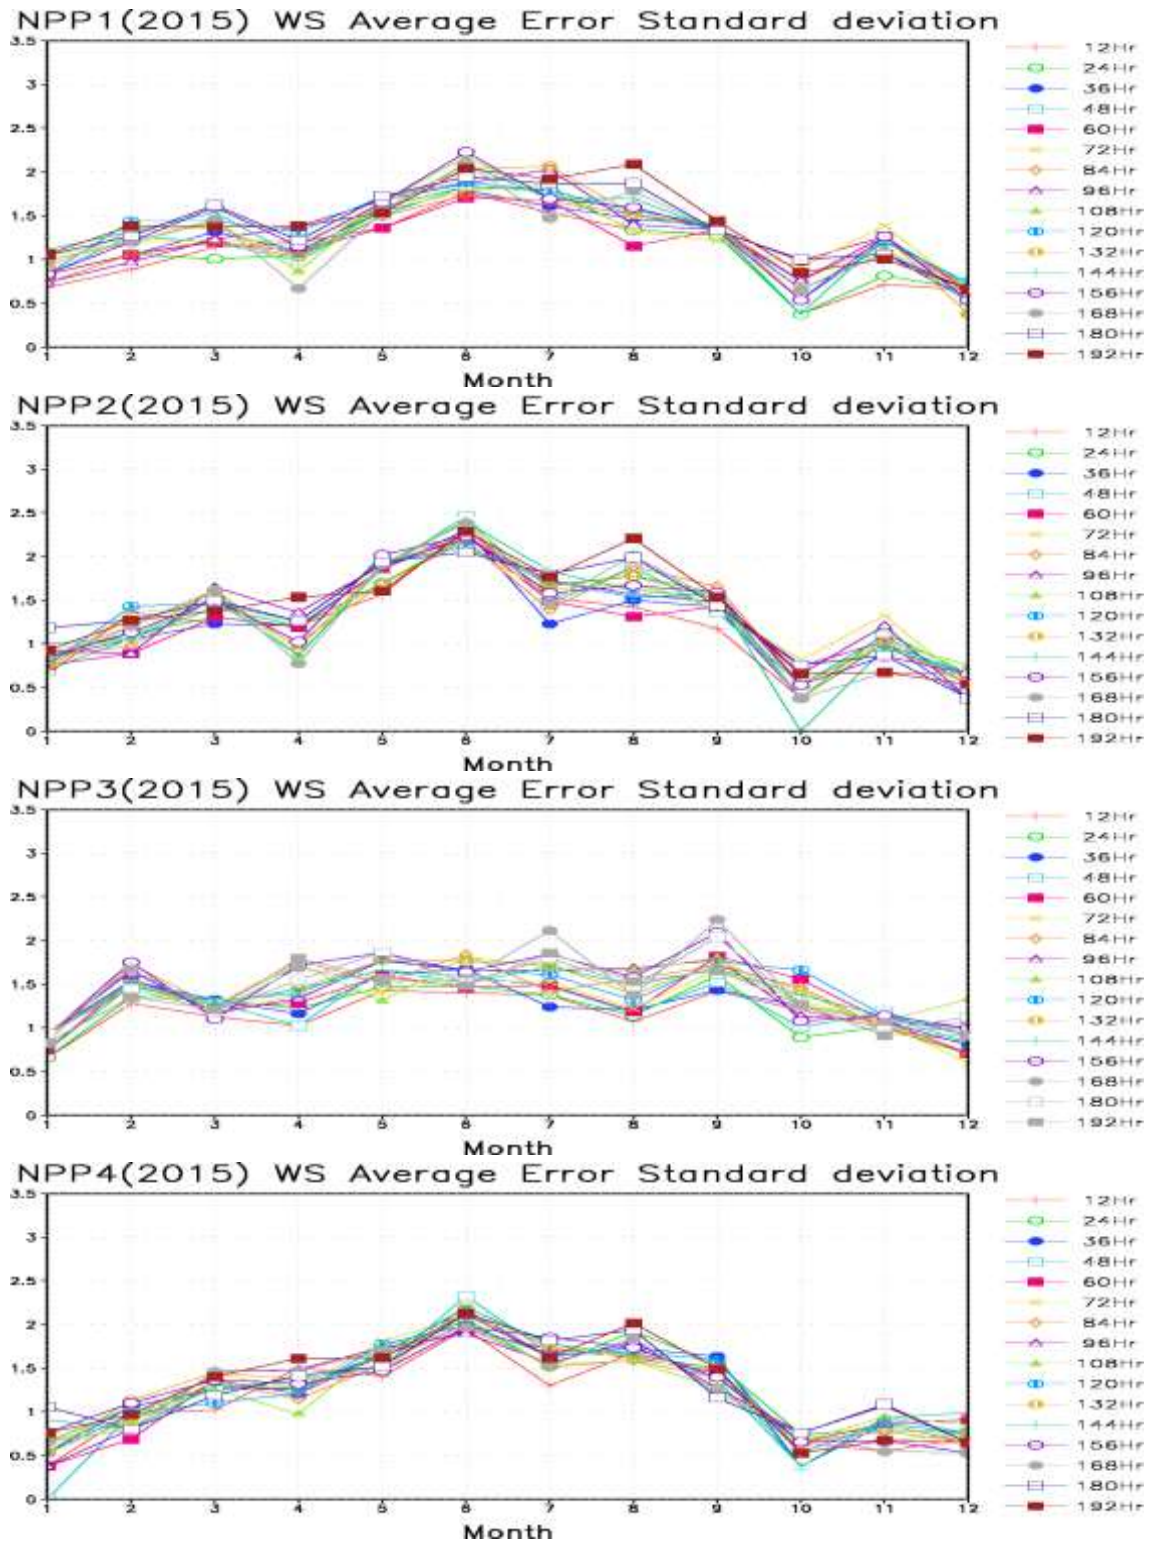 NPP1(2015) WS Average Error Standard deviation
3.5
3
2.5
2
1.5
1
0.5
0
1 2 3 4 5 6 7 8 9 10 11 12
Month
12Hr
24Hr
36Hr
48Hr
60Hr
72Hr
84Hr
96Hr
108Hr
120Hr
132Hr
144Hr
156Hr
168Hr
180Hr
192Hr
NPP2(2015) WS Average Error Standard deviation
3.5
3
2.5
2
1.5
1
0.5
0
1 2 3 4 5 6 7 8 9 10 11 12
Month
12Hr
24Hr
36Hr
48Hr
60Hr
72Hr
84Hr
96Hr
108Hr
120Hr
132Hr
144Hr
156Hr
168Hr
180Hr
192Hr
NPP3(2015) WS Average Error Standard deviation
3.5
3
2.5
2
1.5
1
0.5
0
1 2 3 4 5 6 7 8 9 10 11 12
Month
12Hr
24Hr
36Hr
48Hr
60Hr
72Hr
84Hr
96Hr
108Hr
120Hr
132Hr
144Hr
156Hr
168Hr
180Hr
192Hr
NPP4(2015) WS Average Error Standard deviation
3.5
3
2.5
2
1.5
1
0.5
0
1 2 3 4 5 6 7 8 9 10 11 12
Month
12Hr
24Hr
36Hr
48Hr
60Hr
72Hr
84Hr
96Hr
108Hr
120Hr
132Hr
144Hr
156Hr
168Hr
180Hr
192Hr